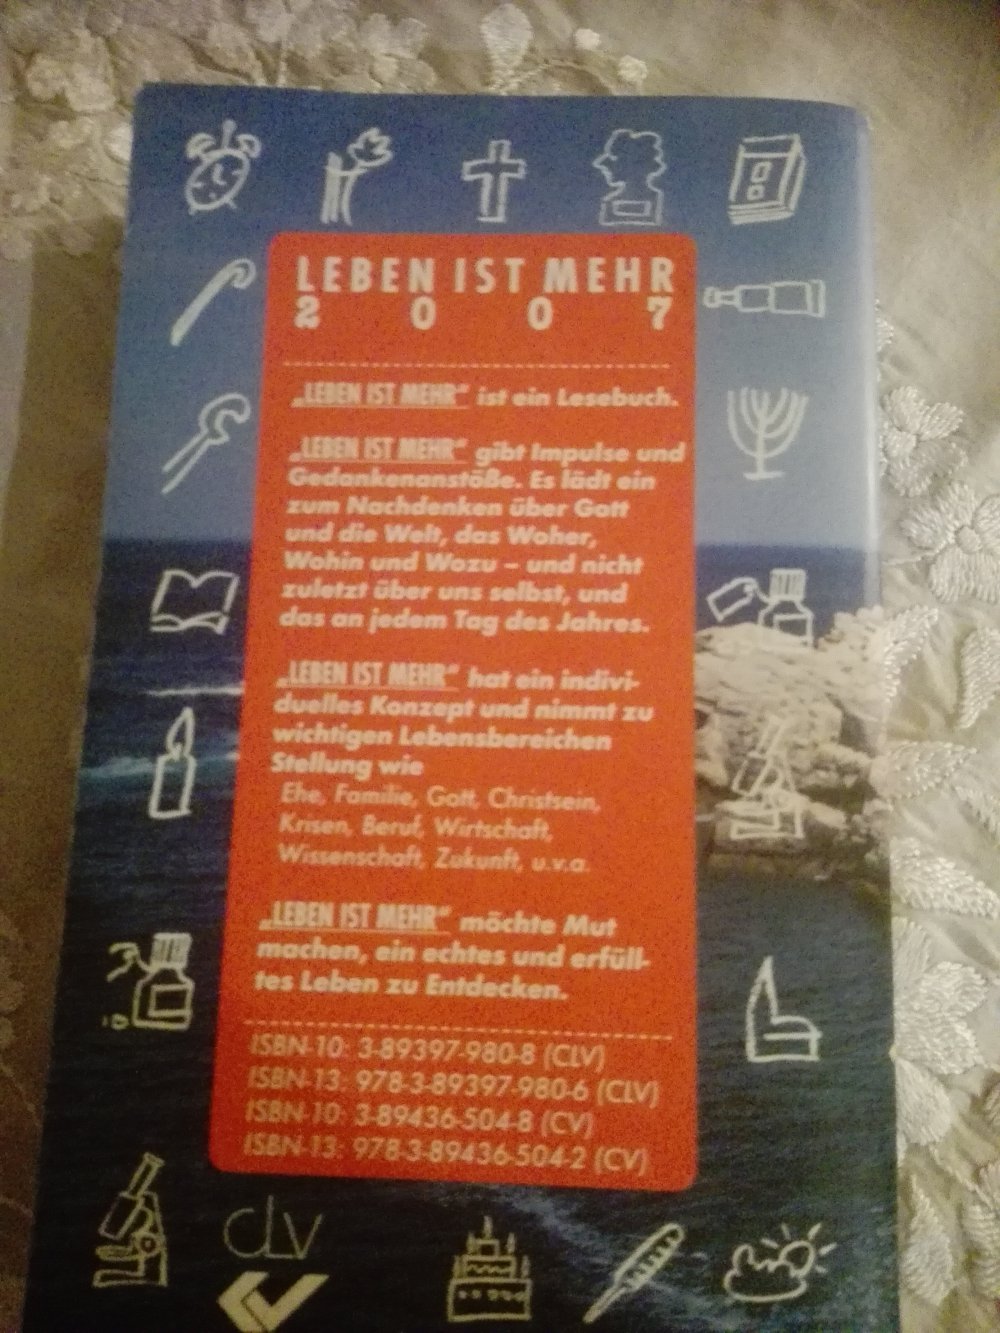 LEBEN IST MEHR
2007
„LEBEN IST MEHR“ ist ein Lesebuch.
„LEBEN IST MEHR“ gibt Impulse und
Gedankenanstöße. Es lädt ein
zum Nachdenken über Gott
und die Welt, das Woher,
Wohin und Wozu – und nicht
zuletzt über uns selbst, und
das an jedem Tag des Jahres.
„LEBEN IST MEHR“ hat ein indivi-
duelles Konzept und nimmt zu
wichtigen Lebensbereichen
Stellung wie
Ehe, Familie, Gott, Christsein,
Krisen, Beruf, Wirtschaft,
Wissenschaft, Zukunft, u.v.a.
„LEBEN IST MEHR“ möchte Mut
machen, ein echtes und erfüll-
tes Leben zu Entdecken.
ISBN-10: 3-89397-980-8 (CLV)
ISBN-13: 978-3-89397-980-6 (CLV)
ISBN-10: 3-89436-504-8 (CV)
ISBN-13: 978-3-89436-504-2 (CV)
clv